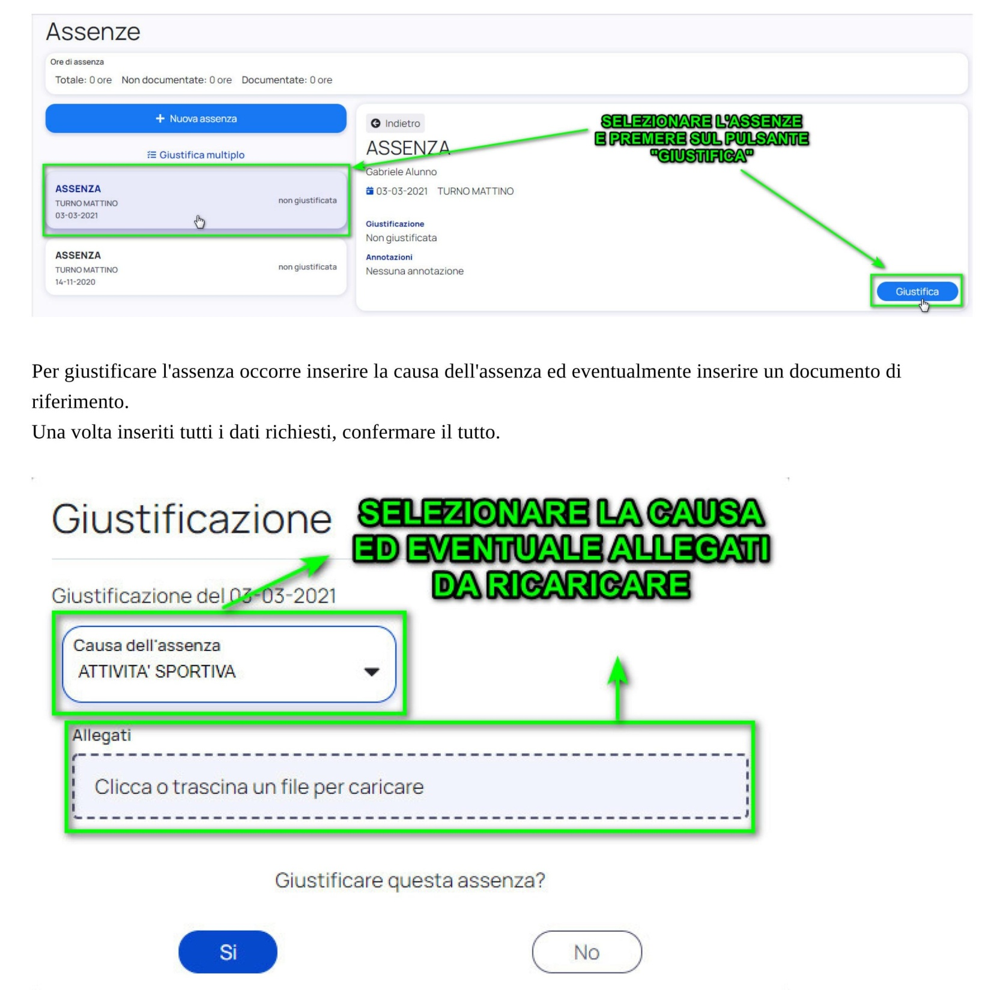 Assenze
Ore di assenza
Totale: 0 ore Non documentate: 0 ore Documentate: 0 ore
+ Nuova assenza
Giustifica multiplo
ASSENZA
TURNO MATTINO
03-03-2021
non giustificata
ASSENZA
TURNO MATTINO
14-11-2020
non giustificata
Indietro
ASSENZA
Gabriele Alunno
03-03-2021 TURNO MATTINO
Giustificazione
Non giustificata
Annotazioni
Nessuna annotazione
SELEZIONARE L'ASSENZE
E PREMERE SUL PULSANTE
"GIUSTIFICA"
Giustifica
Per giustificare l'assenza occorre inserire la causa dell'assenza ed eventualmente inserire un documento di
riferimento.
Una volta inseriti tutti i dati richiesti, confermare il tutto.
Giustificazione
SELEZIONARE LA CAUSA
ED EVENTUALE ALLEGATI
DA RICARICARE
Giustificazione del 03-03-2021
Causa dell'assenza
ATTIVITA' SPORTIVA
Allegati
Clicca o trascina un file per caricare
Giustificare questa assenza?
Si
No